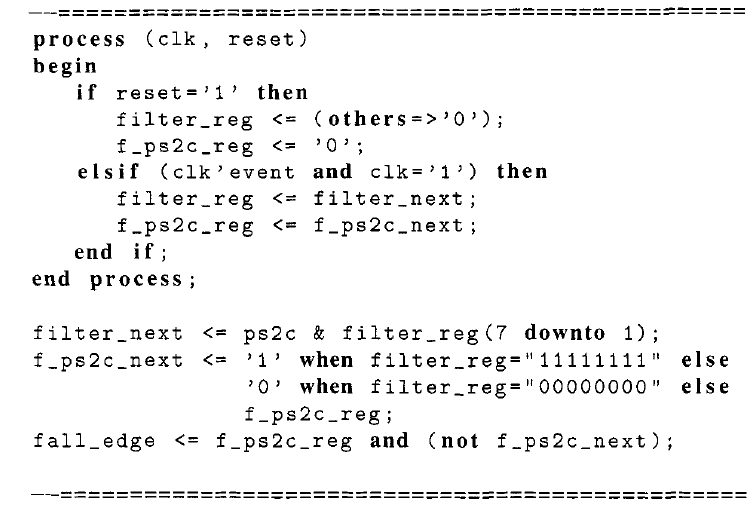 --=================================================
process (clk, reset)
begin
   if reset='1' then
      filter_reg <= (others=>'0');
      f_ps2c_reg <= '0';
   elsif (clk'event and clk='1') then
      filter_reg <= filter_next;
      f_ps2c_reg <= f_ps2c_next;
   end if;
end process;

filter_next <= ps2c & filter_reg(7 downto 1);
f_ps2c_next <= '1' when filter_reg="11111111" else
               '0' when filter_reg="00000000" else
               f_ps2c_reg;
fall_edge <= f_ps2c_reg and (not f_ps2c_next);

--=================================================